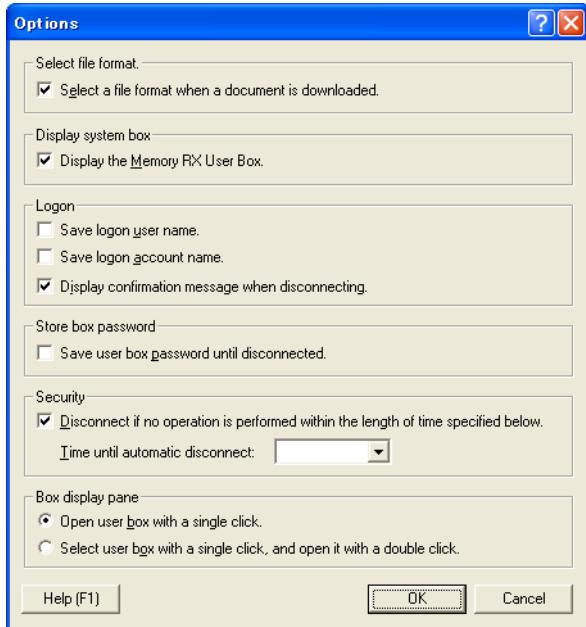 Options
Select file format.
Select a file format when a document is downloaded.
Display system box
Display the Memory RX User Box.
Logon
Save logon user name.
Save logon account name.
Display confirmation message when disconnecting.
Store box password
Save user box password until disconnected.
Security
Disconnect if no operation is performed within the length of time specified below.
Time until automatic disconnect:
Box display pane
Open user box with a single click.
Select user box with a single click, and open it with a double click.
Help (F1) OK Cancel